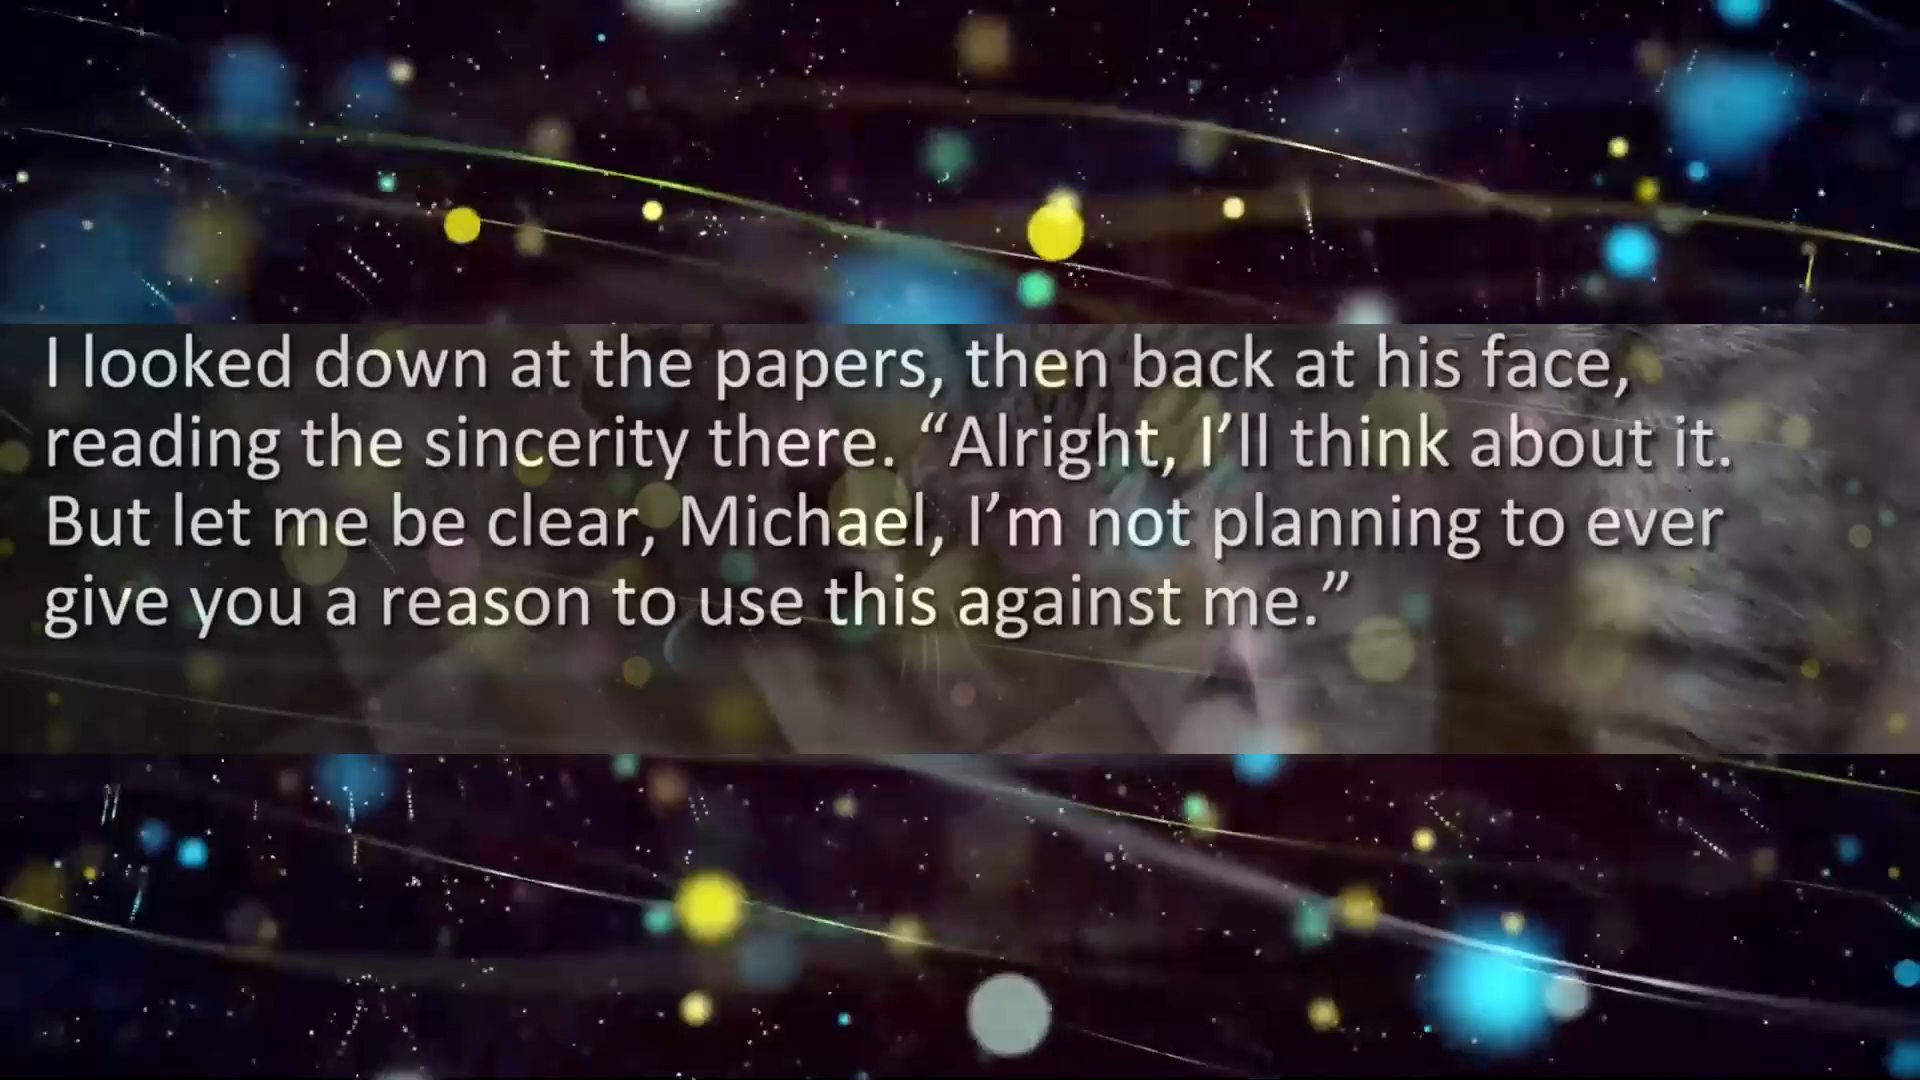 I looked down at the papers, then back at his face,
reading the sincerity there. “Alright, I’ll think about it.
But let me be clear, Michael, I’m not planning to ever
give you a reason to use this against me.”